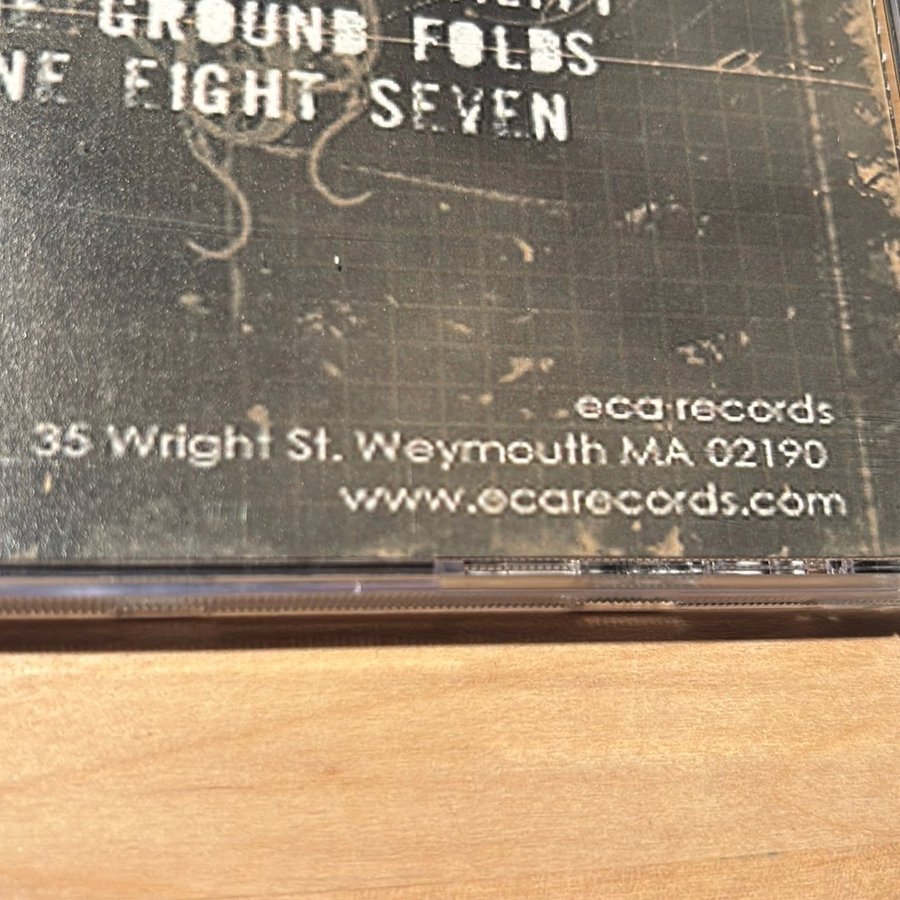 GROUND FOLDS
EIGHT SEVEN
eca records
35 Wright St. Weymouth MA 02190
www.ecarecords.com